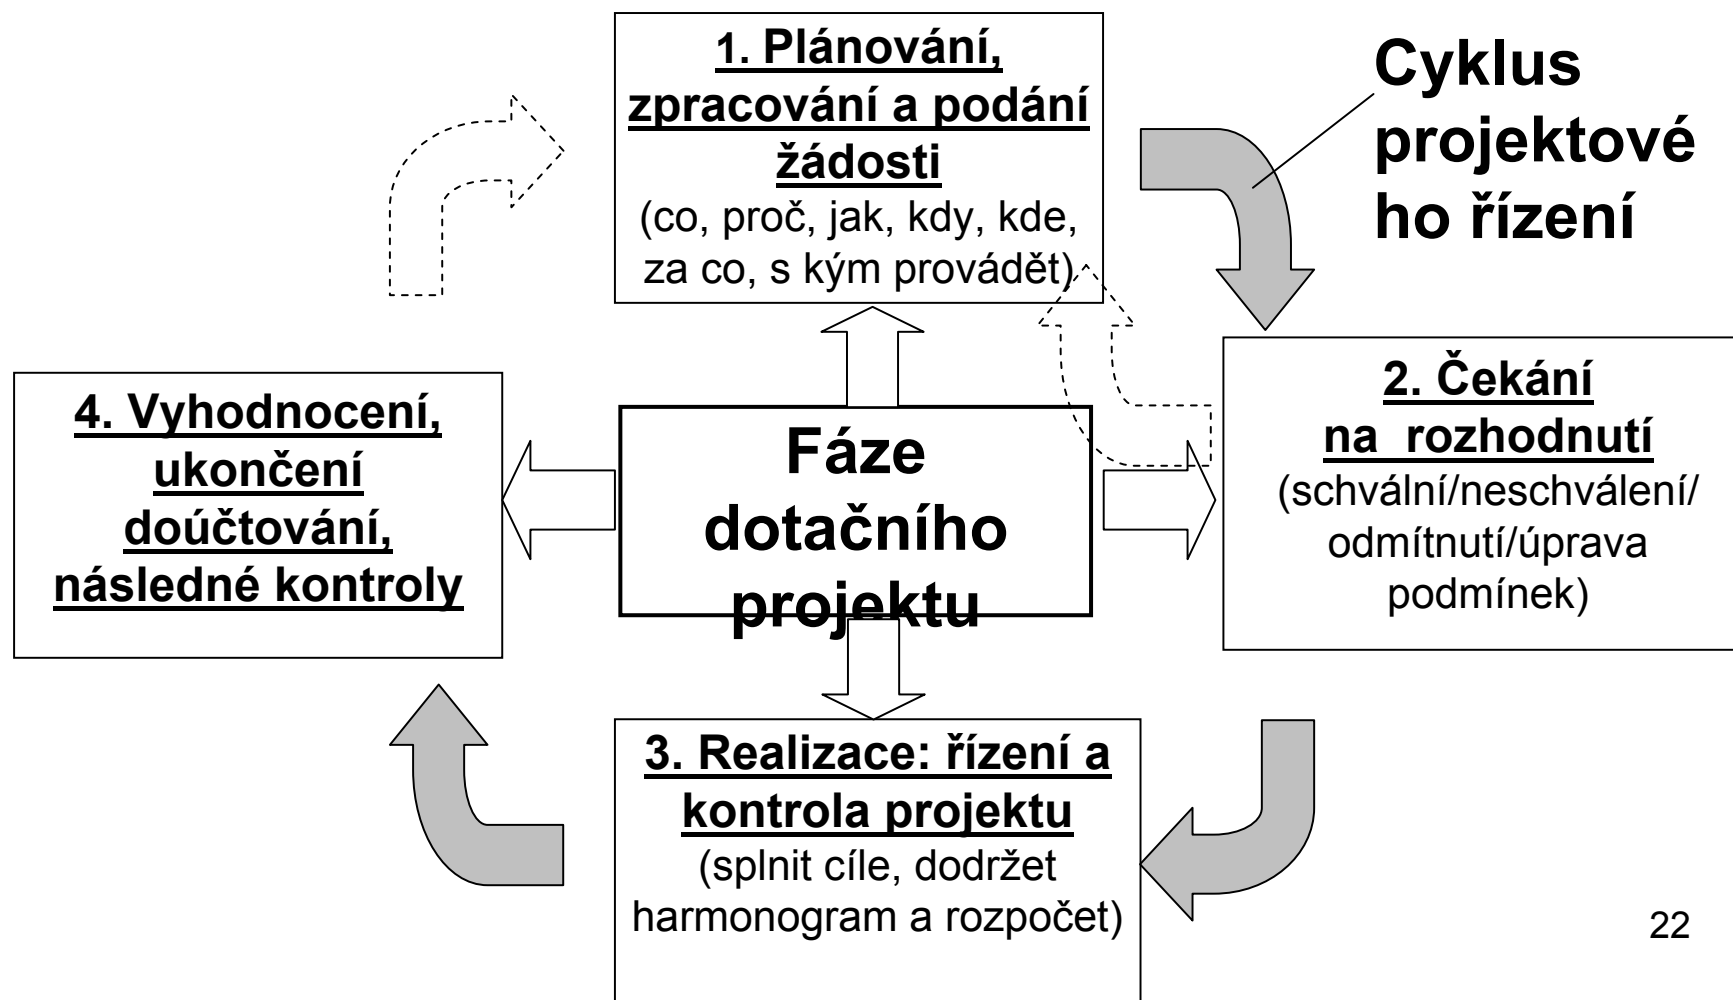 1. Plánování,
zpracování a podání
žádosti
(co, proč, jak, kdy, kde,
za co, s kým provádět)
Cyklus
projektové
ho řízení
2. Čekání
na  rozhodnutí
(schvální/neschválení/
odmítnutí/úprava
podmínek)
4. Vyhodnocení,
ukončení
doúčtování,
následné kontroly
Fáze
dotačního
projektu
3. Realizace: řízení a
kontrola projektu
(splnit cíle, dodržet
harmonogram a rozpočet)
22